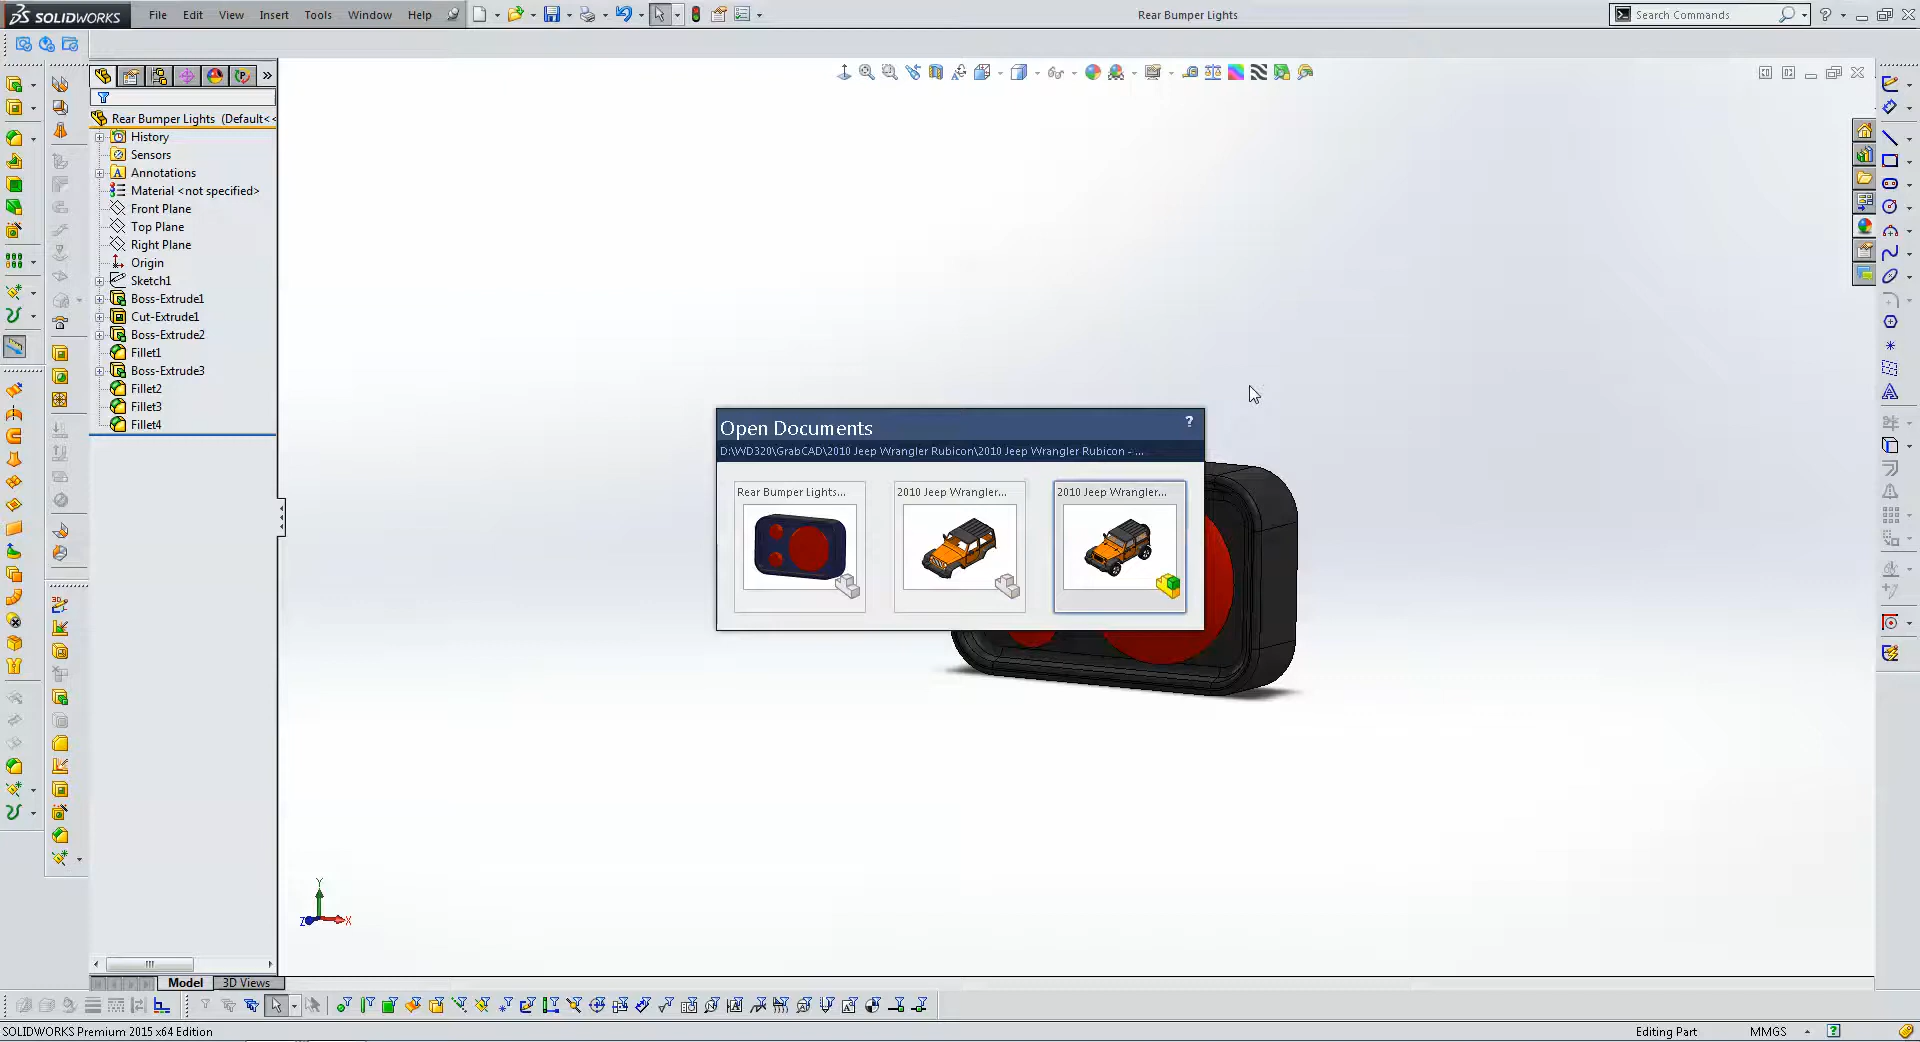 SOLIDWORKS File Edit View Insert Tools Window Help Rear Bumper Lights Search Commands
Rear Bumper Lights (Default<<
History
Sensors
Annotations
Material <not specified>
Front Plane
Top Plane
Right Plane
Origin
Sketch1
Boss-Extrude1
Cut-Extrude1
Boss-Extrude2
Fillet1
Boss-Extrude3
Fillet2
Fillet3
Fillet4
Open Documents ?
D:\WD320\GrabCAD\2010 Jeep Wrangler Rubicon\2010 Jeep Wrangler Rubicon - ...
Rear Bumper Lights... 2010 Jeep Wrangler... 2010 Jeep Wrangler...
Y
Z X
Model 3D Views
SOLIDWORKS Premium 2015 x64 Edition Editing Part MMGS